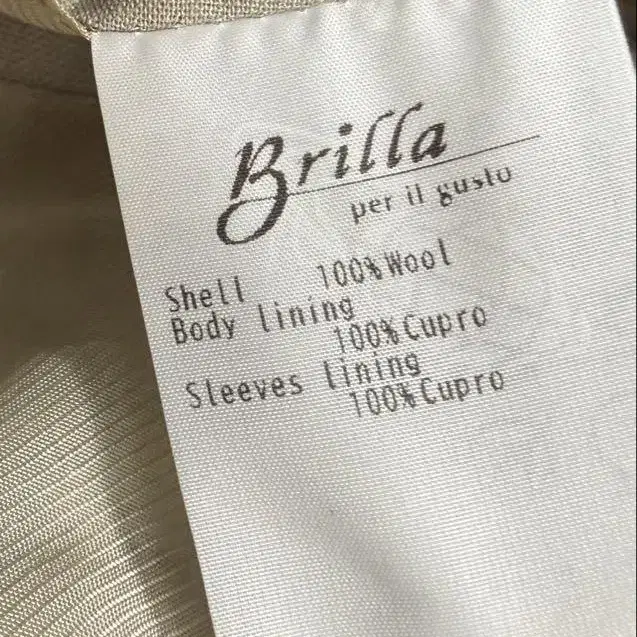 Brilla
per il gusto
Shell 100%Wool
Body lining
100%Cupro
Sleeves lining
100%Cupro